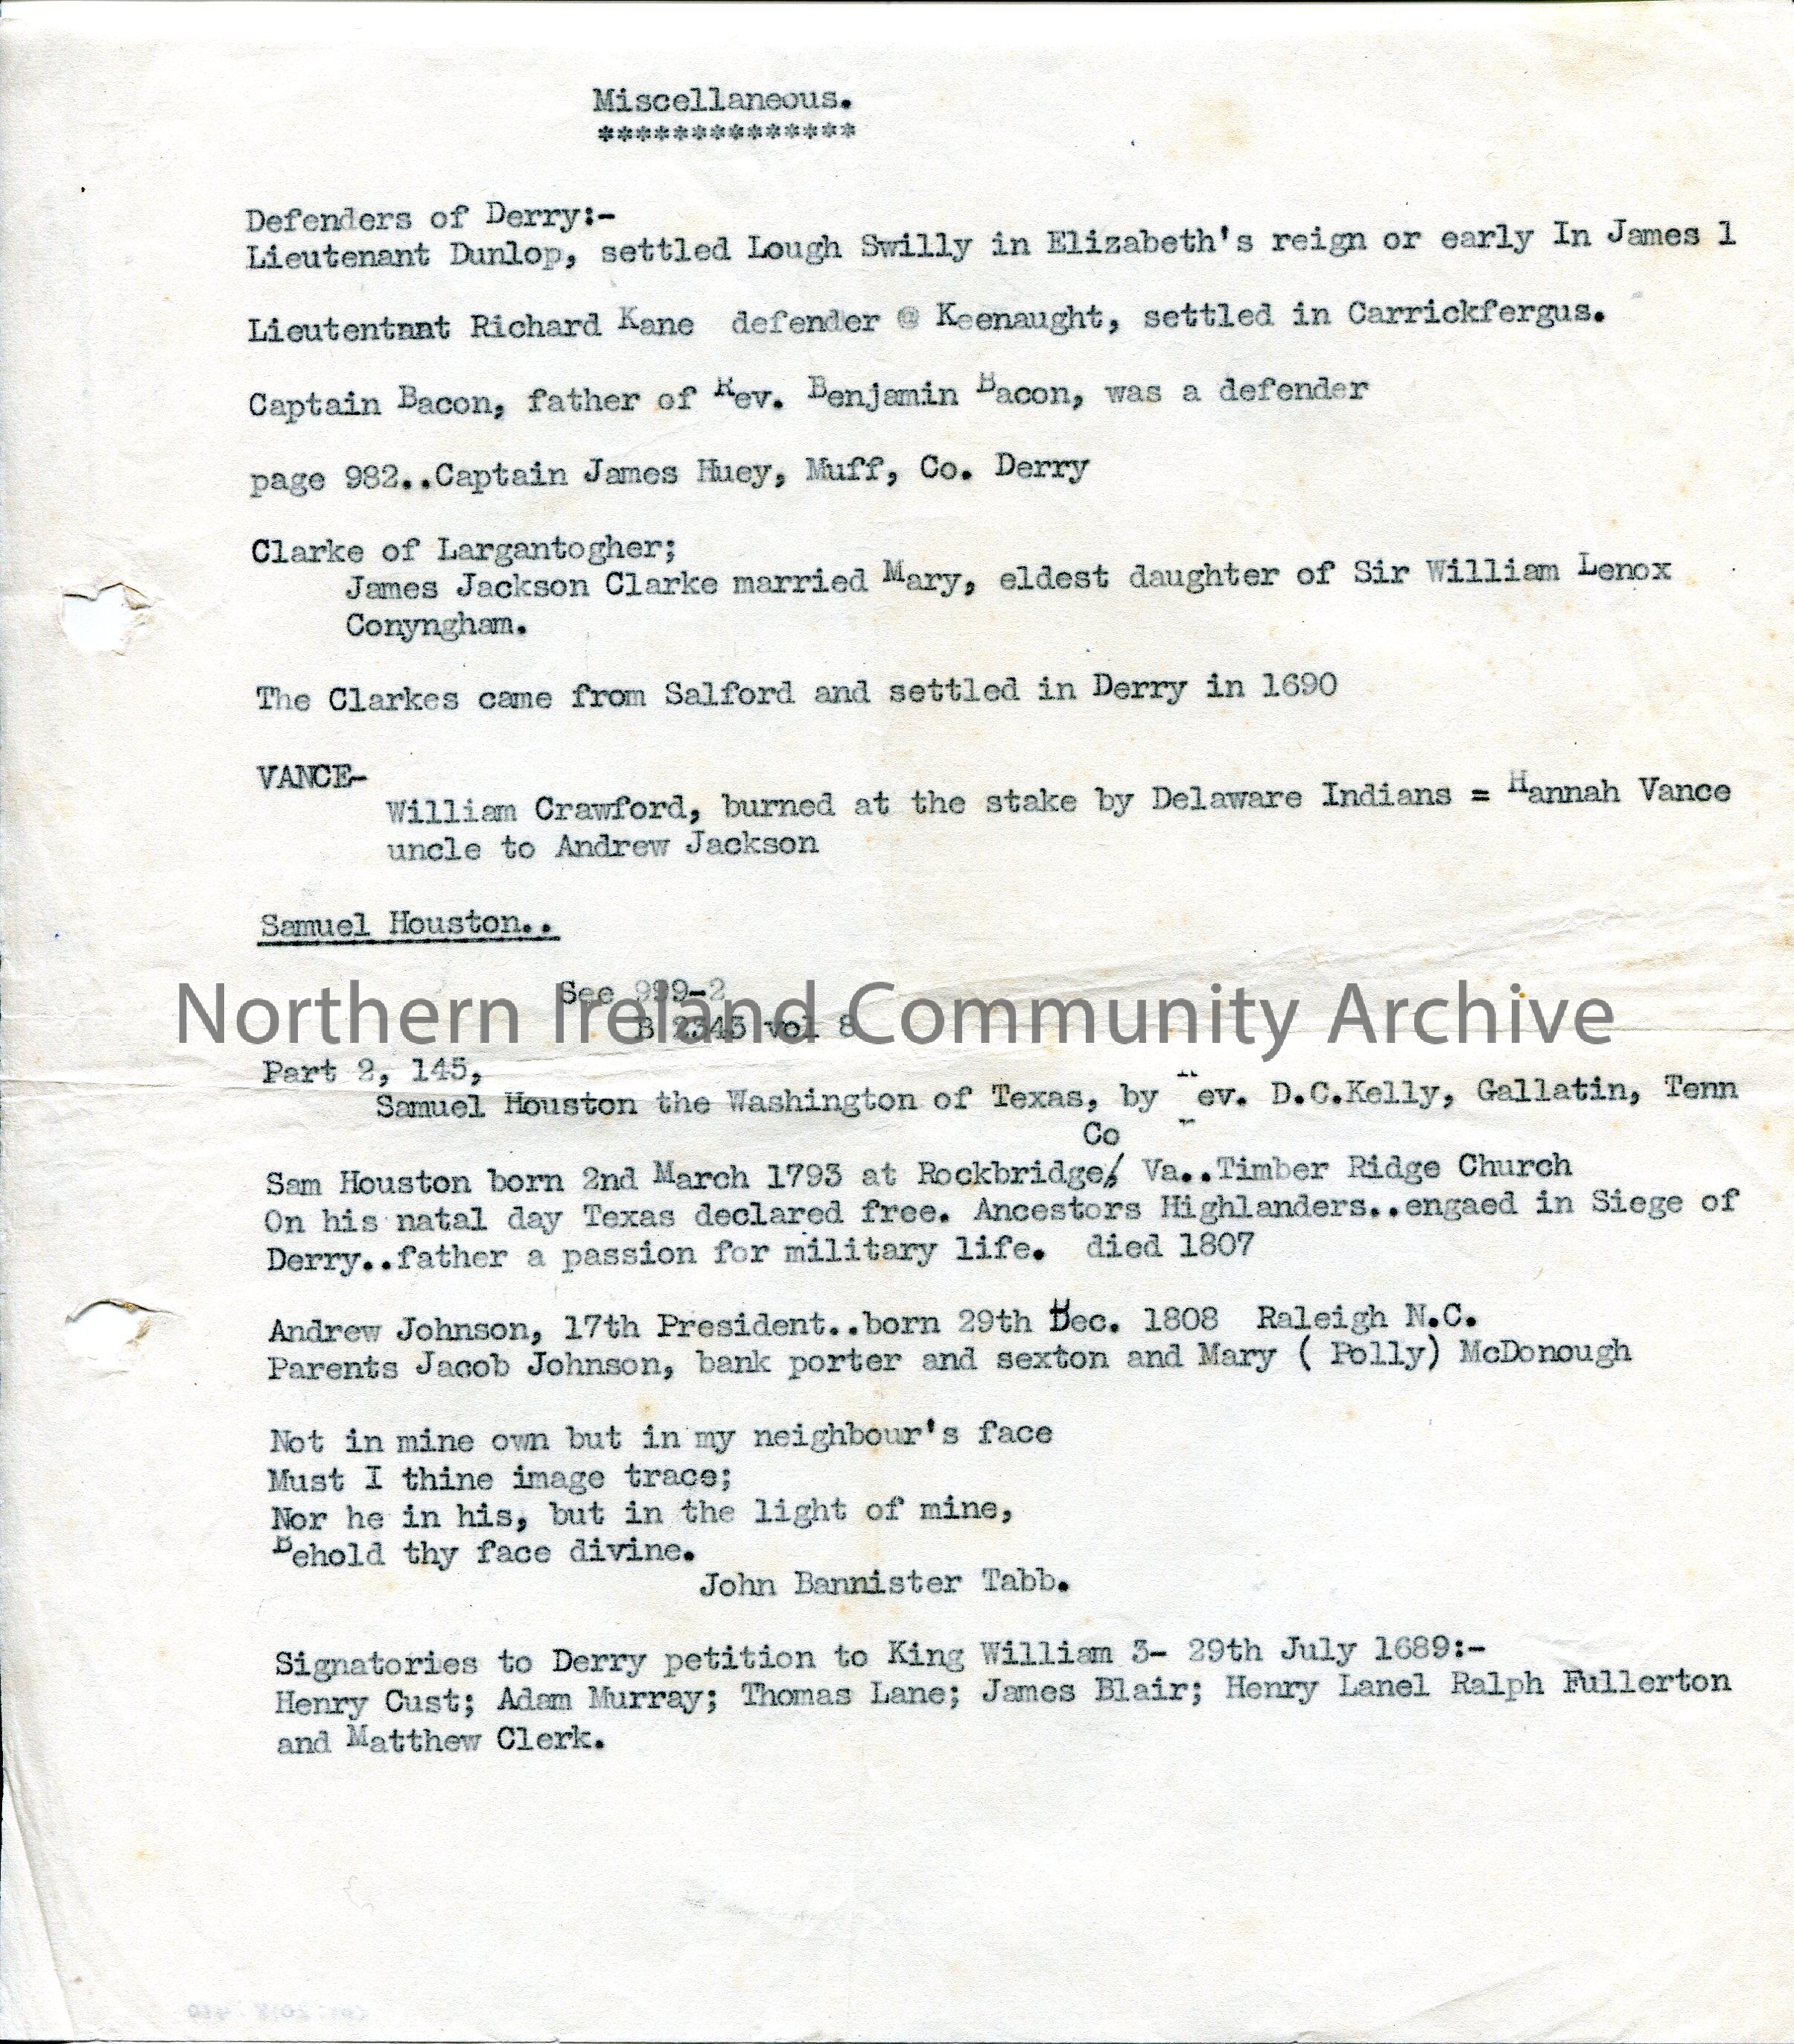 Miscellaneous.
**************
Defenders of Derry:-
Lieutenant Dunlop, settled Lough Swilly in Elizabeth's reign or early In James 1
Lieutentnnt Richard Kane defender @ Keenaught, settled in Carrickfergus.
Captain Bacon, father of Rev. Benjamin Bacon, was a defender
page 982..Captain James Huey, Muff, Co. Derry
Clarke of Largantogher;
James Jackson Clarke married Mary, eldest daughter of Sir William Lenox
Conyngham.
The Clarkes came from Salford and settled in Derry in 1690
VANCE-
William Crawford, burned at the stake by Delaware Indians = Hannah Vance
uncle to Andrew Jackson
Samuel Houston..
See 999-2
Northern Ireland Community Archive
B 2343 vol 8
Part 2, 145,
Samuel Houston the Washington of Texas, by ev. D.C.Kelly, Gallatin, Tenn
Co
Sam Houston born 2nd March 1793 at Rockbridge/ Va..Timber Ridge Church
On his natal day Texas declared free. Ancestors Highlanders..engaed in Siege of
Derry..father a passion for military life. died 1807
Andrew Johnson, 17th President..born 29th Dec. 1808 Raleigh N.C.
Parents Jacob Johnson, bank porter and sexton and Mary ( Polly) McDonough
Not in mine own but in my neighbour's face
Must I thine image trace;
Nor he in his, but in the light of mine,
Behold thy face divine.
John Bannister Tabb.
Signatories to Derry petition to King William 3- 29th July 1689:-
Henry Cust; Adam Murray; Thomas Lane; James Blair; Henry Lanel Ralph Fullerton
and Matthew Clerk.